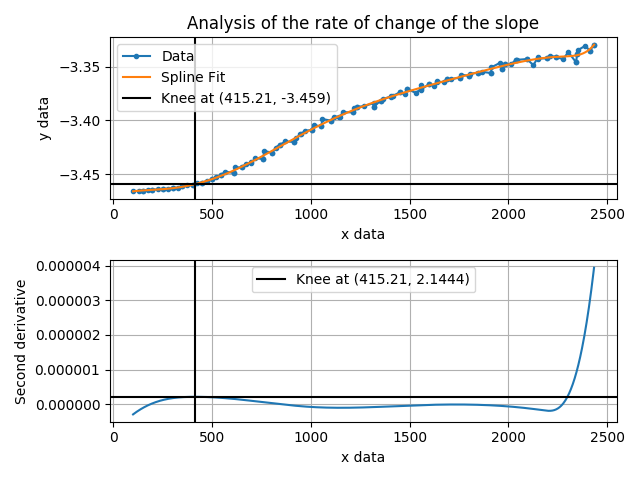 Analysis of the rate of change of the slope
Data
Spline Fit
Knee at (415.21, -3.459)
y data
−3.35
−3.40
−3.45
0 500 1000 1500 2000 2500
x data
Knee at (415.21, 2.1444)
Second derivative
0.000004
0.000003
0.000002
0.000001
0.000000
0 500 1000 1500 2000 2500
x data